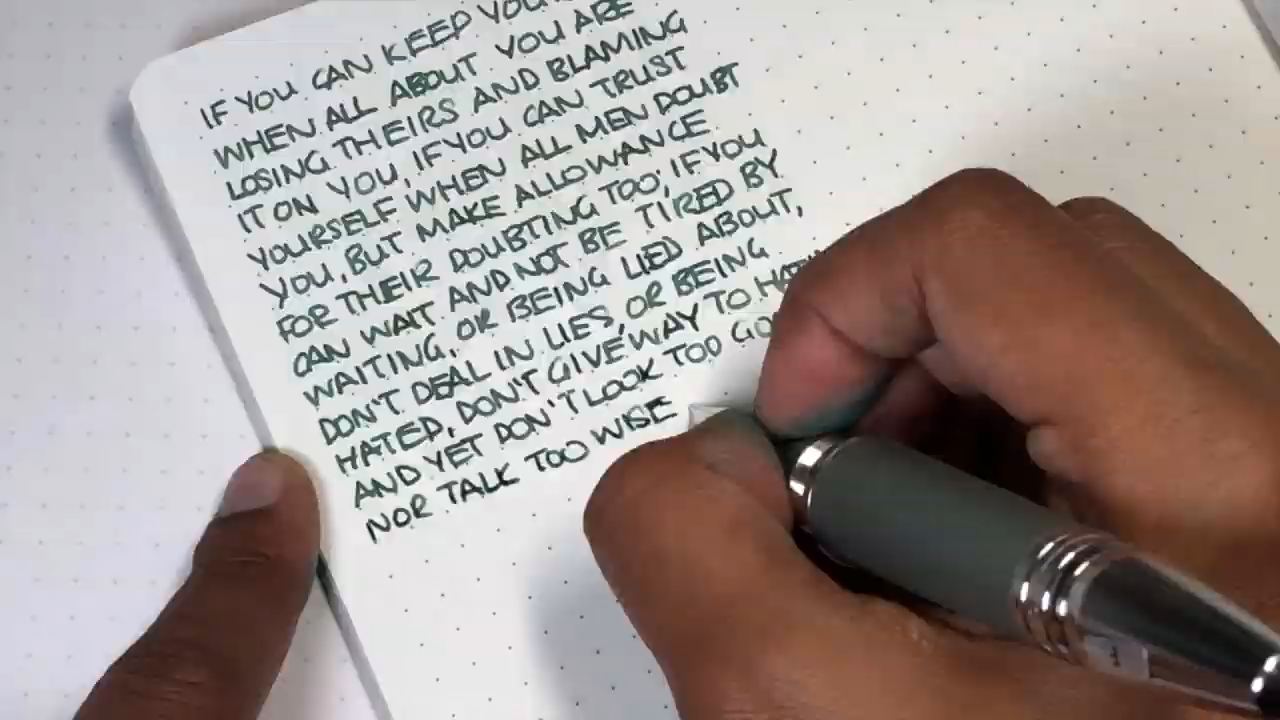 IF YOU CAN KEEP YOU
WHEN ALL ABOUT YOU ARE
LOSING THEIRS AND BLAMING
IT ON YOU, IF YOU CAN TRUST
YOURSELF WHEN ALL MEN DOUBT
YOU, BUT MAKE ALLOWANCE
FOR THEIR DOUBTING TOO; IF YOU
CAN WAIT AND NOT BE TIRED BY
WAITING, OR BEING LIED ABOUT,
DON'T DEAL IN LIES, OR BEING
HATED, DON'T GIVE WAY TO
AND YET DON'T LOOK TOO
NOR TALK TOO WISE